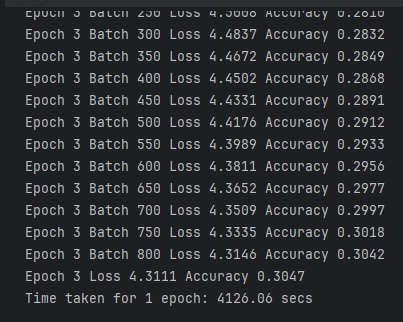 Epoch 3 Batch 250 Loss 4.5008 Accuracy 0.2810
Epoch 3 Batch 300 Loss 4.4837 Accuracy 0.2832
Epoch 3 Batch 350 Loss 4.4672 Accuracy 0.2849
Epoch 3 Batch 400 Loss 4.4502 Accuracy 0.2868
Epoch 3 Batch 450 Loss 4.4331 Accuracy 0.2891
Epoch 3 Batch 500 Loss 4.4176 Accuracy 0.2912
Epoch 3 Batch 550 Loss 4.3989 Accuracy 0.2933
Epoch 3 Batch 600 Loss 4.3811 Accuracy 0.2956
Epoch 3 Batch 650 Loss 4.3652 Accuracy 0.2977
Epoch 3 Batch 700 Loss 4.3509 Accuracy 0.2997
Epoch 3 Batch 750 Loss 4.3335 Accuracy 0.3018
Epoch 3 Batch 800 Loss 4.3146 Accuracy 0.3042
Epoch 3 Loss 4.3111 Accuracy 0.3047
Time taken for 1 epoch: 4126.06 secs